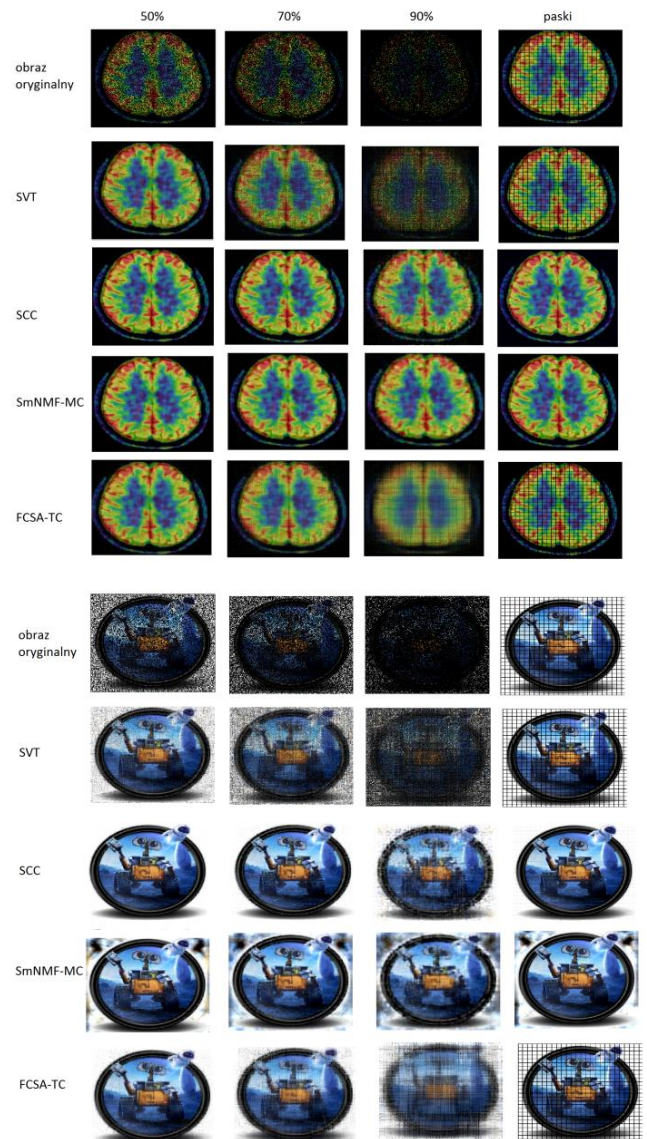 50% 70% 90% paski
obraz
oryginalny
SVT
SCC
SmNMF-MC
FCSA-TC
obraz
oryginalny
SVT
SCC
SmNMF-MC
FCSA-TC